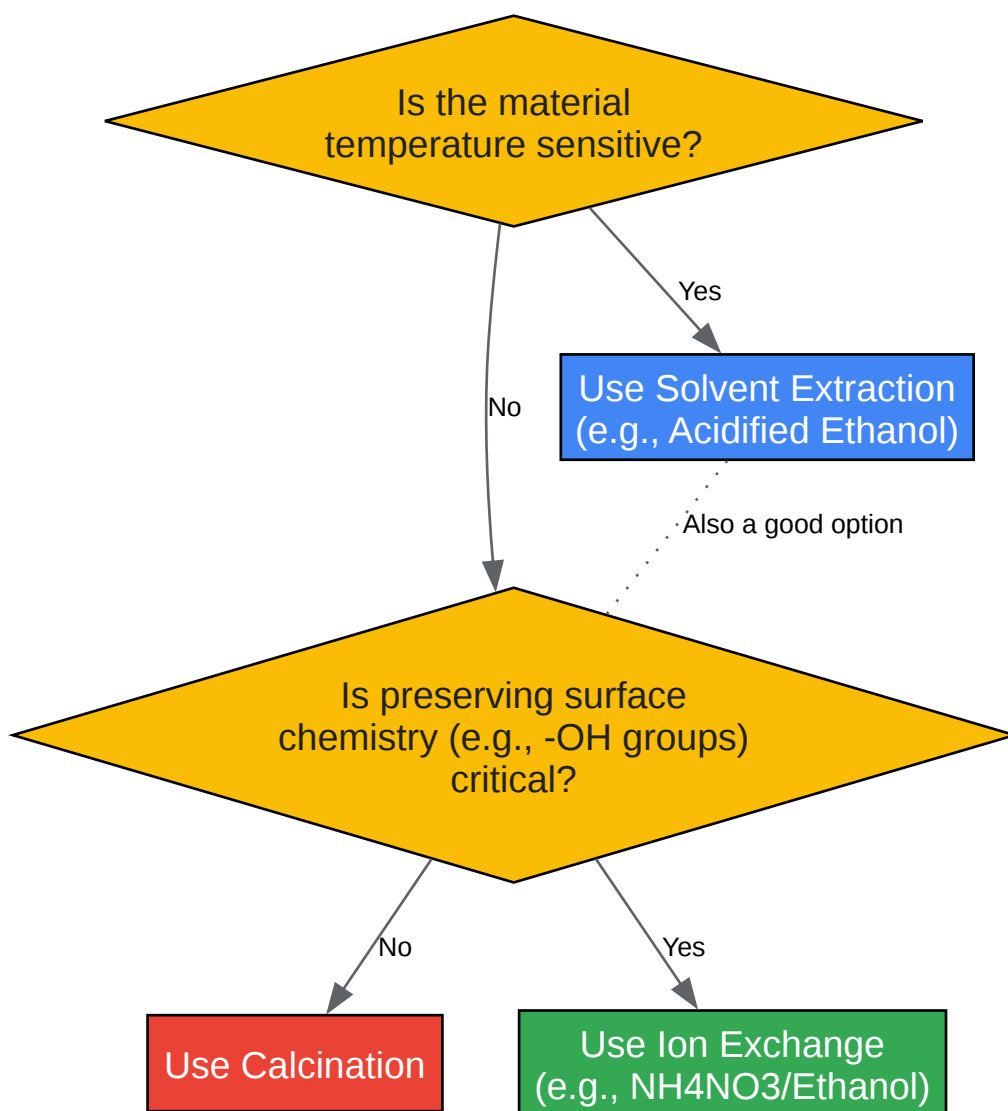 Is the material
temperature sensitive?
Yes
Use Solvent Extraction
(e.g., Acidified Ethanol)
No
Also a good option
Is preserving surface
chemistry (e.g., -OH groups)
critical?
No
Yes
Use Calcination
Use Ion Exchange
(e.g., NH4NO3/Ethanol)